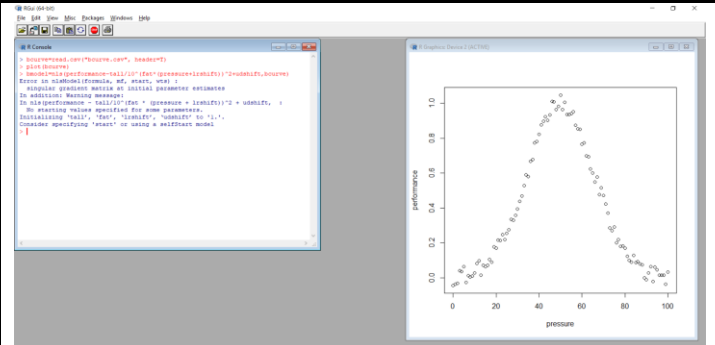 RGui (64-bit)
File Edit View Misc Packages Windows Help
R Console
> bcurve=read.csv("bcurve.csv", header=T)
> plot(bcurve)
> bmodel=nls(performance~tall/10^(fat*(pressure+lrshift))^2+udshift,bcurve)
Error in nlsModel(formula, mf, start, wts) :
singular gradient matrix at initial parameter estimates
In addition: Warning message:
In nls(performance ~ tall/10^(fat * (pressure + lrshift))^2 + udshift, :
No starting values specified for some parameters.
Initializing 'tall', 'fat', 'lrshift', 'udshift' to '1.'.
Consider specifying 'start' or using a selfStart model
>
R Graphics: Device 2 (ACTIVE)
performance
0.0 0.2 0.4 0.6 0.8 1.0
0 20 40 60 80 100
pressure